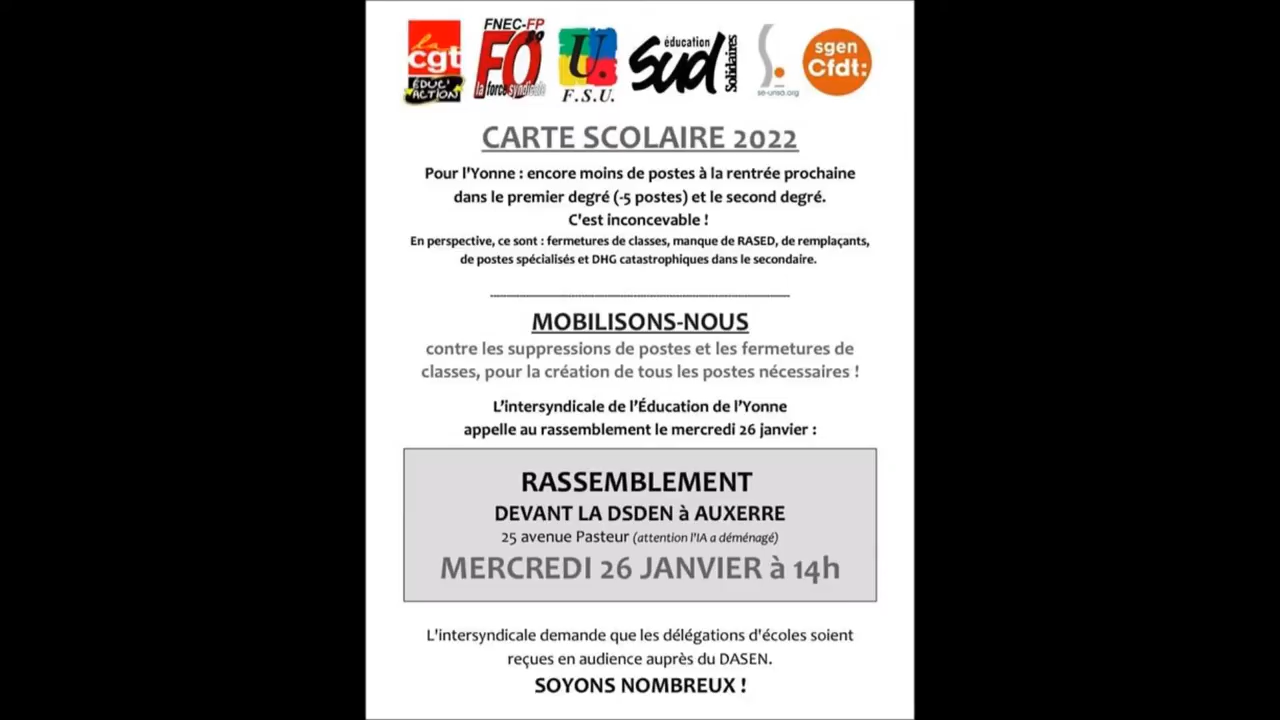 la
cgt
ÉDUC'
ACTION
FNEC-FP
FO
89
la force syndicale
U.
F.S.U.
éducation
Sud
Solidaires
S.
se-unsa.org
sgen
Cfdt:
CARTE SCOLAIRE 2022
Pour l'Yonne : encore moins de postes à la rentrée prochaine
dans le premier degré (-5 postes) et le second degré.
C'est inconcevable !
En perspective, ce sont : fermetures de classes, manque de RASED, de remplaçants,
de postes spécialisés et DHG catastrophiques dans le secondaire.
MOBILISONS-NOUS
contre les suppressions de postes et les fermetures de
classes, pour la création de tous les postes nécessaires !
L’intersyndicale de l’Éducation de l’Yonne
appelle au rassemblement le mercredi 26 janvier :
RASSEMBLEMENT
DEVANT LA DSDEN à AUXERRE
25 avenue Pasteur (attention l'IA a déménagé)
MERCREDI 26 JANVIER à 14h
L'intersyndicale demande que les délégations d'écoles soient
reçues en audience auprès du DASEN.
SOYONS NOMBREUX !